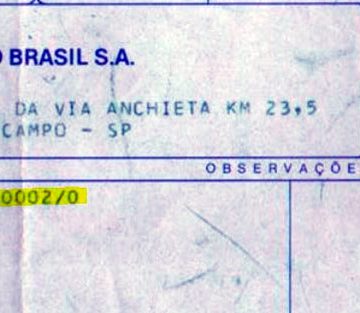 BRASIL S.A.
DA VIA ANCHIETA KM 23,5
CAMPO - SP
OBSERVAÇÕE
0002/0